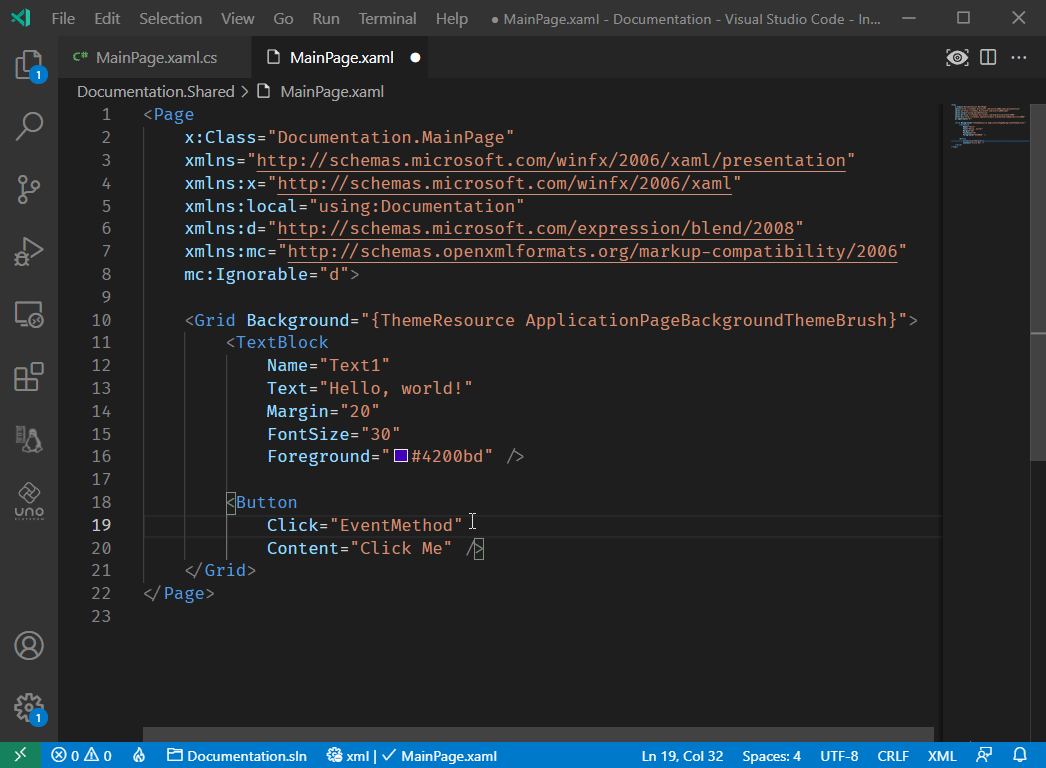 File Edit Selection View Go Run Terminal Help ● MainPage.xaml - Documentation - Visual Studio Code - In...
1
C# MainPage.xaml.cs MainPage.xaml ●
Documentation.Shared > MainPage.xaml
1 <Page
2 x:Class="Documentation.MainPage"
3 xmlns="http://schemas.microsoft.com/winfx/2006/xaml/presentation"
4 xmlns:x="http://schemas.microsoft.com/winfx/2006/xaml"
5 xmlns:local="using:Documentation"
6 xmlns:d="http://schemas.microsoft.com/expression/blend/2008"
7 xmlns:mc="http://schemas.openxmlformats.org/markup-compatibility/2006"
8 mc:Ignorable="d">
9
10 <Grid Background="{ThemeResource ApplicationPageBackgroundThemeBrush}">
11 <TextBlock
12 Name="Text1"
13 Text="Hello, world!"
14 Margin="20"
15 FontSize="30"
16 Foreground="#4200bd" />
17
18 <Button
19 Click="EventMethod"
20 Content="Click Me" />
21 </Grid>
22 </Page>
23
UNO
PLATFORM
1
0 0 Documentation.sln xml | ✓ MainPage.xaml Ln 19, Col 32 Spaces: 4 UTF-8 CRLF XML